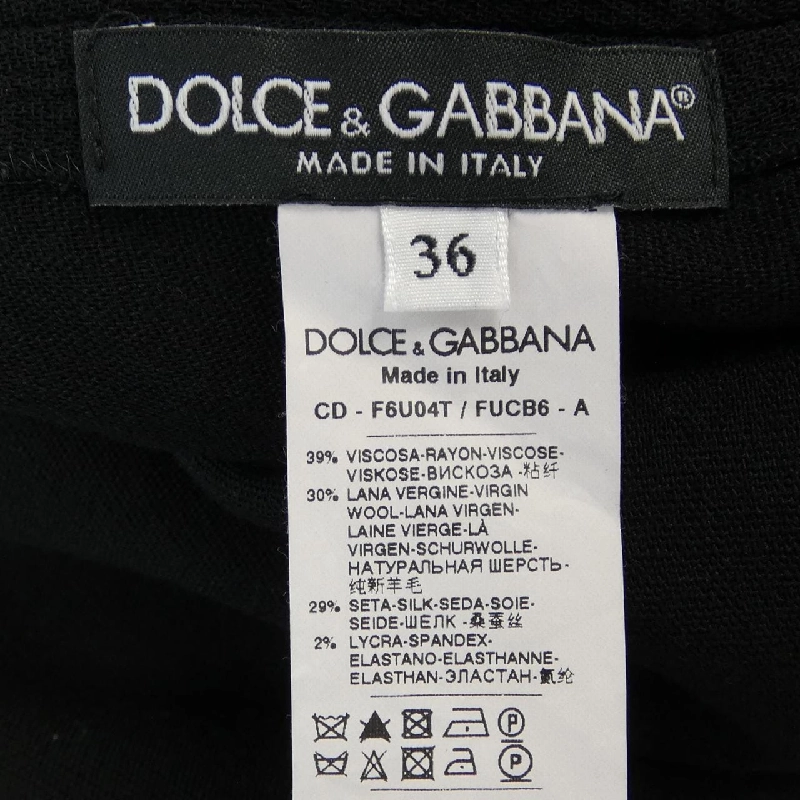 DOLCE & GABBANA®
MADE IN ITALY
36
DOLCE & GABBANA
Made in Italy
CD - F6U04T / FUCB6 - A
39% VISCOSA-RAYON-VISCOSE-
VISKOSE-ВИСКОЗА -粘纤
30% LANA VERGINE-VIRGIN
WOOL-LANA VIRGEN-
LAINE VIERGE-LÀ
VIRGEN-SCHURWOLLE-
НАТУРАЛЬНАЯ ШЕРСТЬ-
纯新羊毛
29% SETA-SILK-SEDA-SOIE-
SEIDE-ШЕЛК -桑蚕丝
2% LYCRA-SPANDEX-
ELASTANO-ELASTHANNE-
ELASTHAN-ЭЛАСТАН-氨纶
P
P